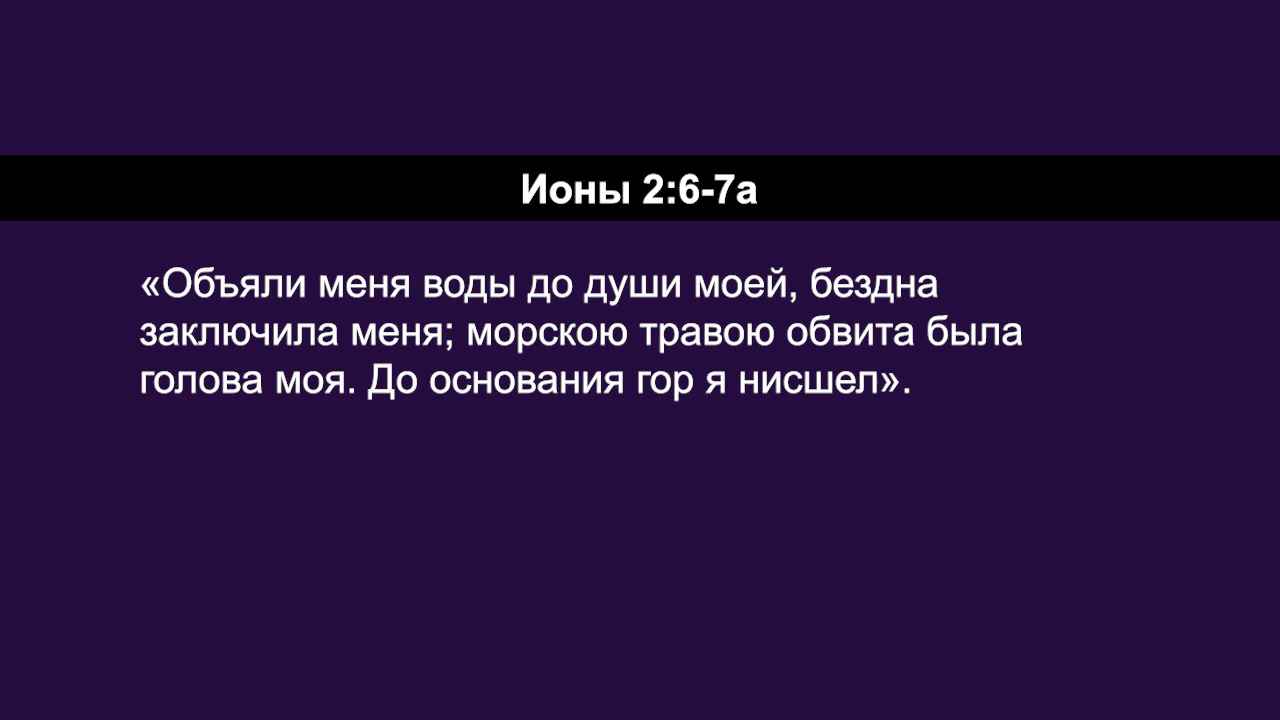 Ионы 2:6-7а
«Объяли меня воды до души моей, бездна
заключила меня; морскою травою обвита была
голова моя. До основания гор я нисшел».